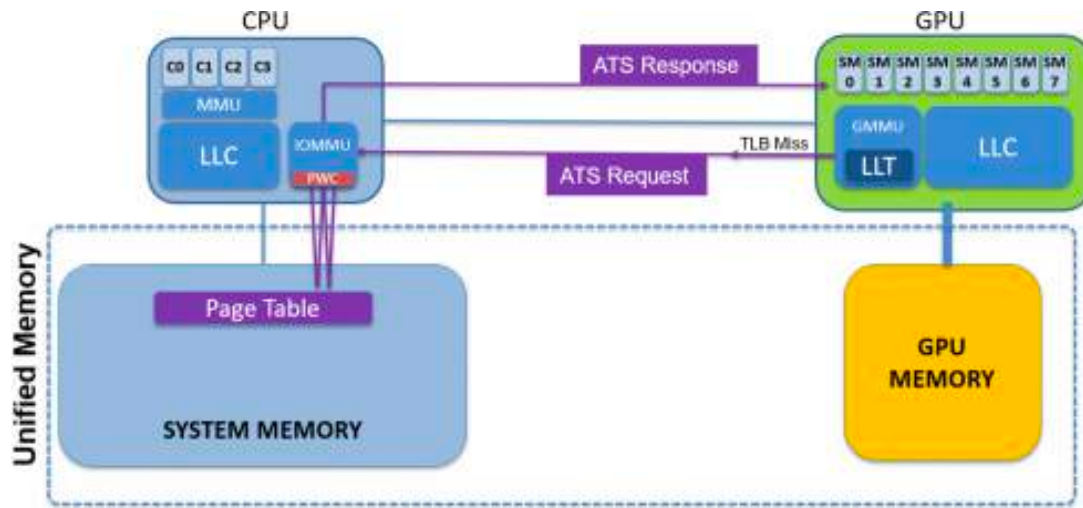 CPU
GPU
C0 C1 C2 C3
MMU
LLC
IOMMU
PWC
ATS Response
TLB Miss
ATS Request
SM 0 SM 1 SM 2 SM 3 SM 4 SM 5 SM 6 SM 7
GMMU
LLT
LLC
Unified Memory
Page Table
SYSTEM MEMORY
GPU
MEMORY